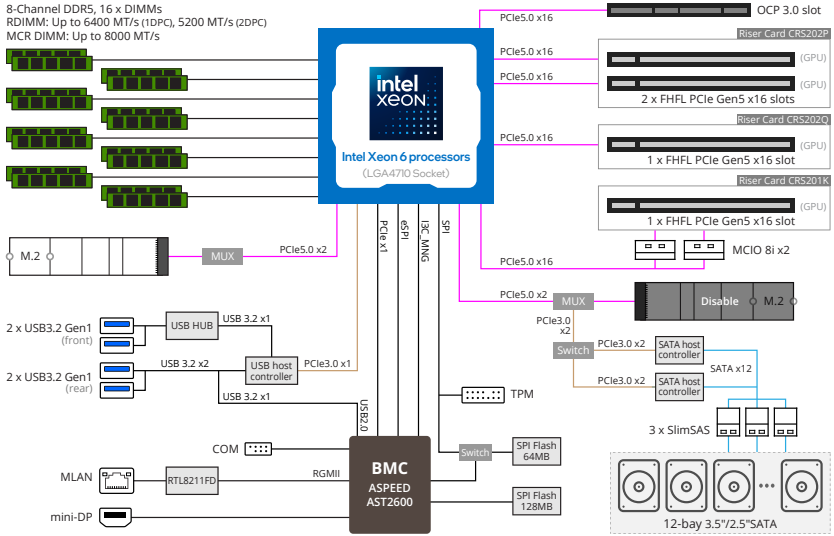 8-Channel DDR5, 16 x DIMMs
RDIMM: Up to 6400 MT/s (1DPC), 5200 MT/s (2DPC)
MCR DIMM: Up to 8000 MT/s
PCIe5.0 x16
OCP 3.0 slot
Riser Card CRS202P
PCIe5.0 x16
(GPU)
PCIe5.0 x16
(GPU)
2 x FHFL PCIe Gen5 x16 slots
intel
XEON
Riser Card CRS202Q
PCIe5.0 x16
(GPU)
1 x FHFL PCIe Gen5 x16 slot
Intel Xeon 6 processors
(LGA4710 Socket)
Riser Card CRS201K
(GPU)
1 x FHFL PCIe Gen5 x16 slot
PCIe x1
eSPI
I3C_MNG
SPI
MCIO 8i x2
PCIe5.0 x16
M.2
MUX
PCIe5.0 x2
PCIe5.0 x2
MUX
Disable
M.2
2 x USB3.2 Gen1
(front)
USB HUB
USB 3.2 x1
PCIe3.0
x2
Switch
PCIe3.0 x2
SATA host
controller
USB 3.2 x2
USB host
controller
PCIe3.0 x1
SATA x12
2 x USB3.2 Gen1
(rear)
PCIe3.0 x2
SATA host
controller
USB 3.2 x1
USB2.0
TPM
3 x SlimSAS
COM
Switch
SPI Flash
64MB
BMC
ASPEED
AST2600
MLAN
RTL8211FD
RGMII
SPI Flash
128MB
mini-DP
12-bay 3.5"/2.5"SATA